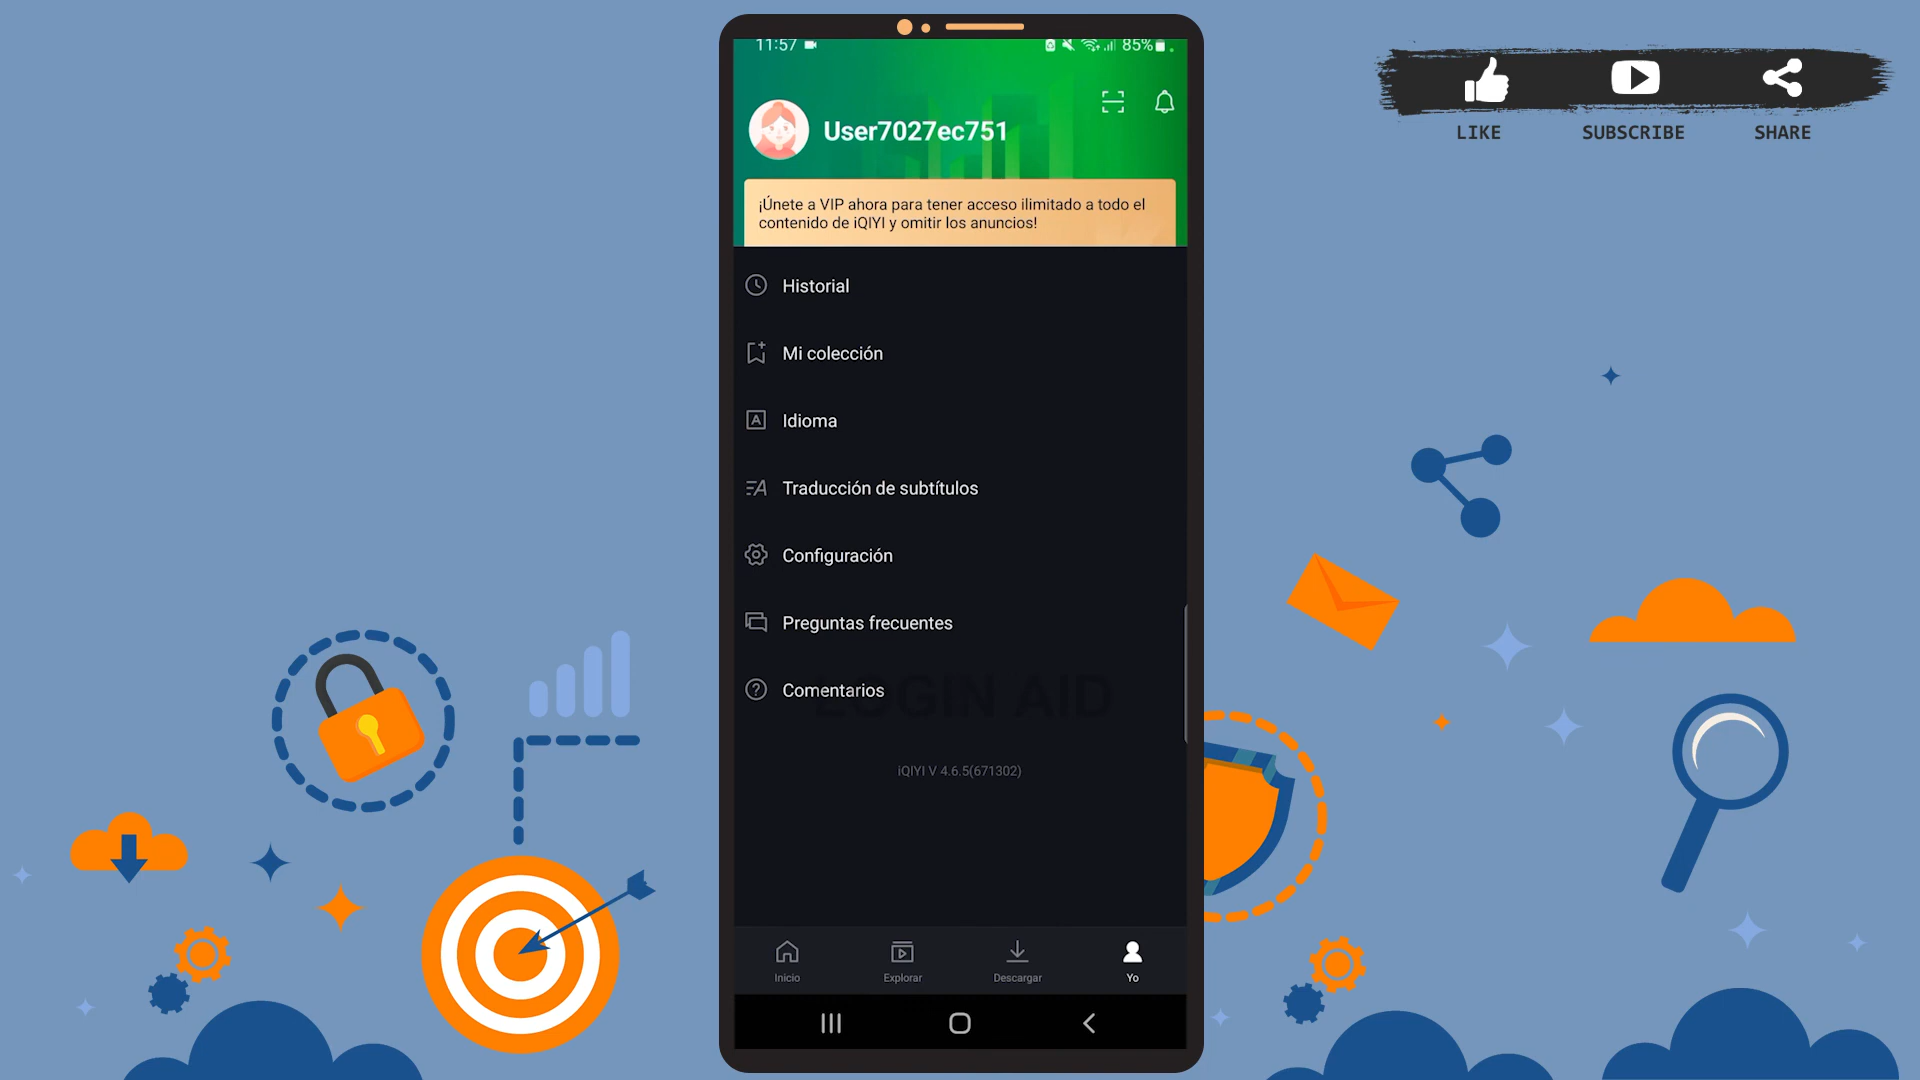 11:57
85%
LIKE
SUBSCRIBE
SHARE
User7027ec751
¡Únete a VIP ahora para tener acceso ilimitado a todo el
contenido de iQIYI y omitir los anuncios!
Historial
Mi colección
A Idioma
Traducción de subtítulos
Configuración
Preguntas frecuentes
Comentarios
LOGIN AID
iQIYI V 4.6.5(671302)
Inicio
Explorar
Descargar
Yo